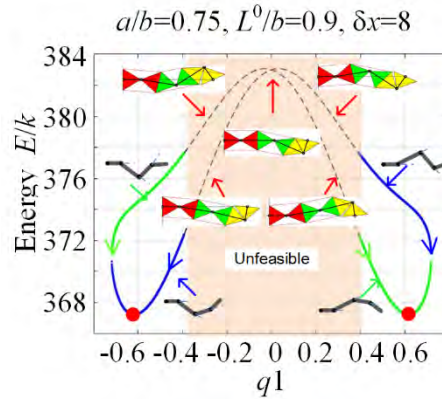 a/b=0.75, L⁰/b=0.9, δx=8
Energy E/k
384
380
376
372
368
Unfeasible
-0.6 -0.4 -0.2 0 0.2 0.4 0.6
q1